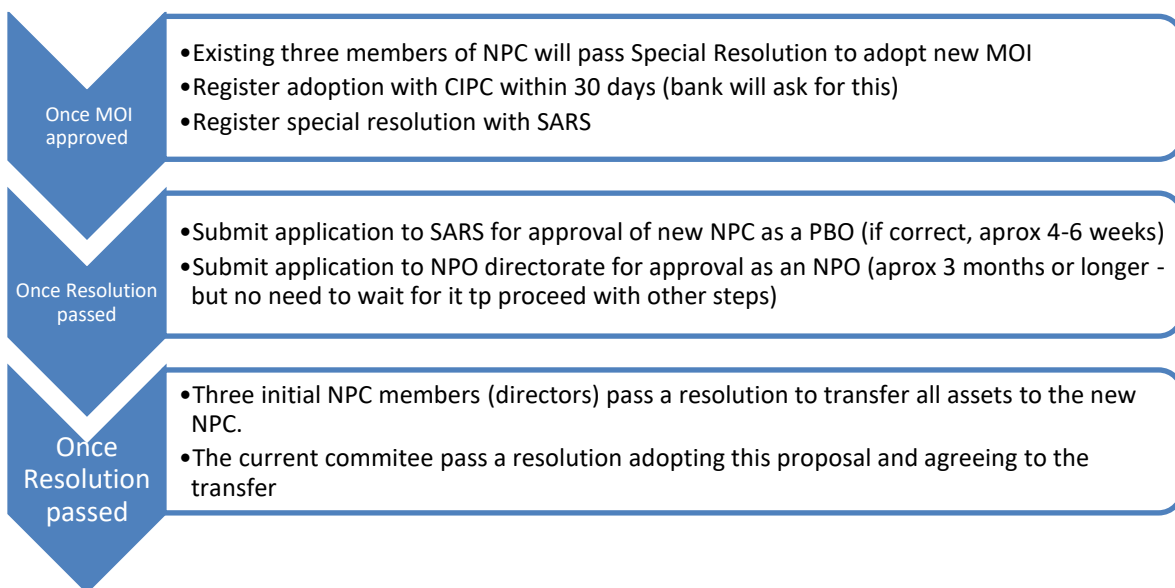 Once MOI
approved
•Existing three members of NPC will pass Special Resolution to adopt new MOI
•Register adoption with CIPC within 30 days (bank will ask for this)
•Register special resolution with SARS
Once Resolution
passed
•Submit application to SARS for approval of new NPC as a PBO (if correct, aprox 4-6 weeks)
•Submit application to NPO directorate for approval as an NPO (aprox 3 months or longer -
but no need to wait for it tp proceed with other steps)
Once
Resolution
passed
•Three initial NPC members (directors) pass a resolution to transfer all assets to the new
NPC.
•The current commitee pass a resolution adopting this proposal and agreeing to the
transfer